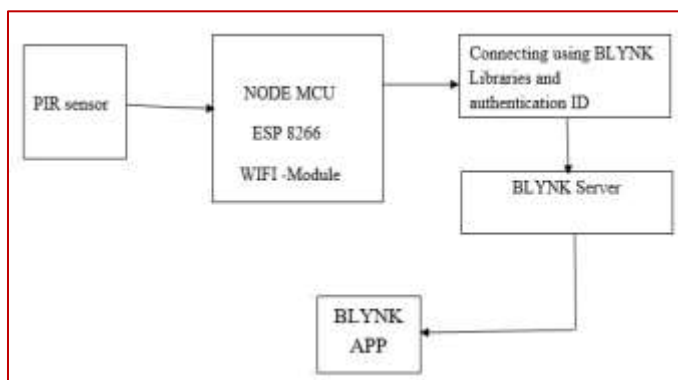 PIR sensor
NODE MCU
ESP 8266
WIFI -Module
Connecting using BLYNK
Libraries and
authentication ID
BLYNK Server
BLYNK
APP